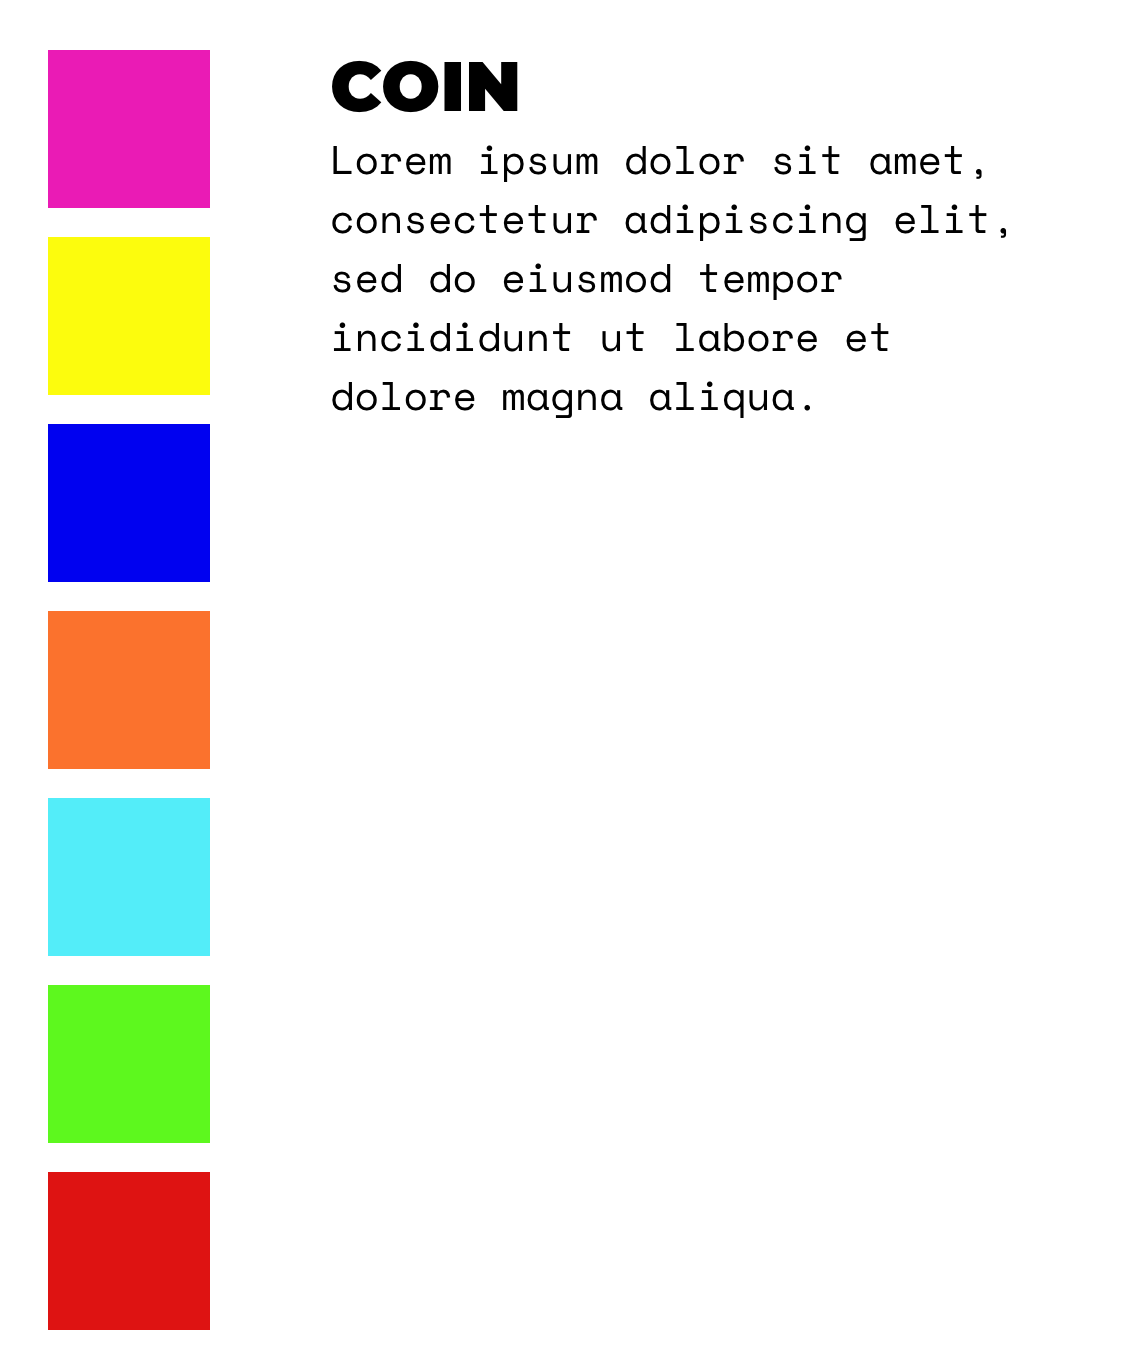 COIN
Lorem ipsum dolor sit amet,
consectetur adipiscing elit,
sed do eiusmod tempor
incididunt ut labore et
dolore magna aliqua.